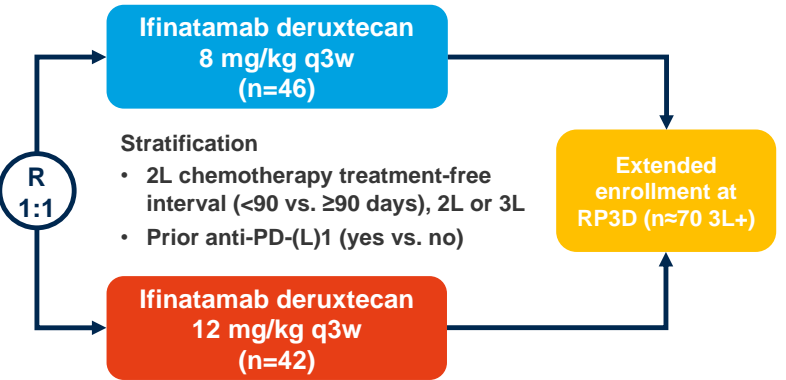 Ifinatamab deruxtecan
8 mg/kg q3w
(n=46)
R
1:1
Stratification
• 2L chemotherapy treatment-free
interval (<90 vs. ≥90 days), 2L or 3L
• Prior anti-PD-(L)1 (yes vs. no)
Extended
enrollment at
RP3D (n≈70 3L+)
Ifinatamab deruxtecan
12 mg/kg q3w
(n=42)